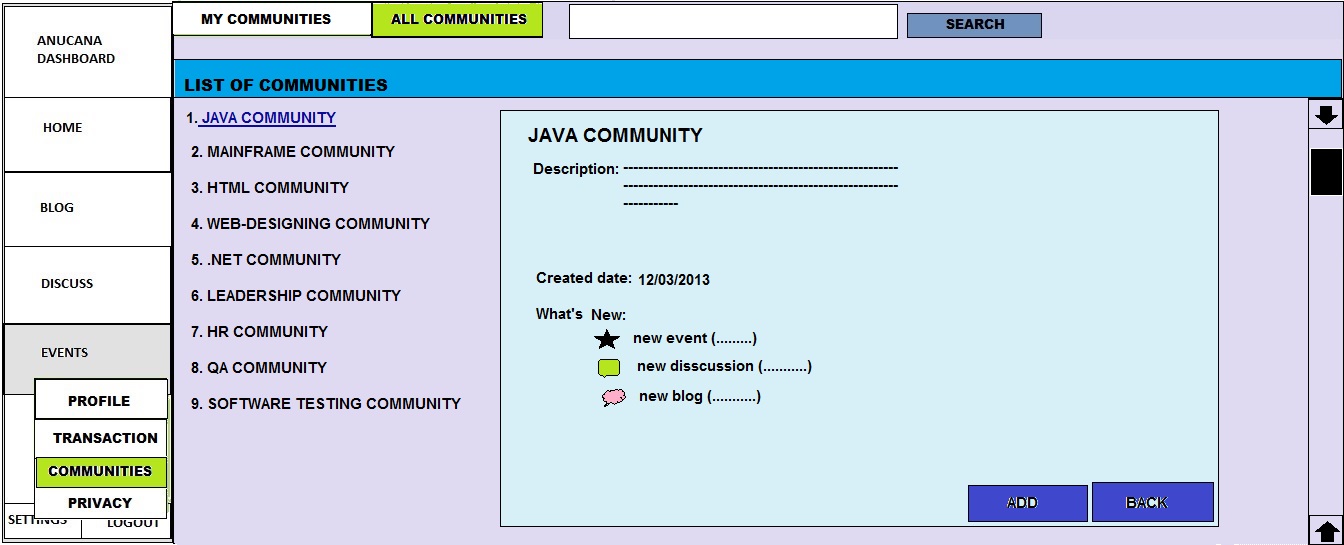 ANUCANA
DASHBOARD
HOME
BLOG
DISCUSS
EVENTS
PROFILE
TRANSACTION
COMMUNITIES
PRIVACY
SETTINGS
LOGOUT
MY COMMUNITIES
ALL COMMUNITIES
SEARCH
LIST OF COMMUNITIES
1. JAVA COMMUNITY
2. MAINFRAME COMMUNITY
3. HTML COMMUNITY
4. WEB-DESIGNING COMMUNITY
5. .NET COMMUNITY
6. LEADERSHIP COMMUNITY
7. HR COMMUNITY
8. QA COMMUNITY
9. SOFTWARE TESTING COMMUNITY
JAVA COMMUNITY
Description: -------------------------------------------------------
-------------------------------------------------------
-----------
Created date: 12/03/2013
What's New:
new event (.........)
new disscussion (...........)
new blog (...........)
ADD
BACK